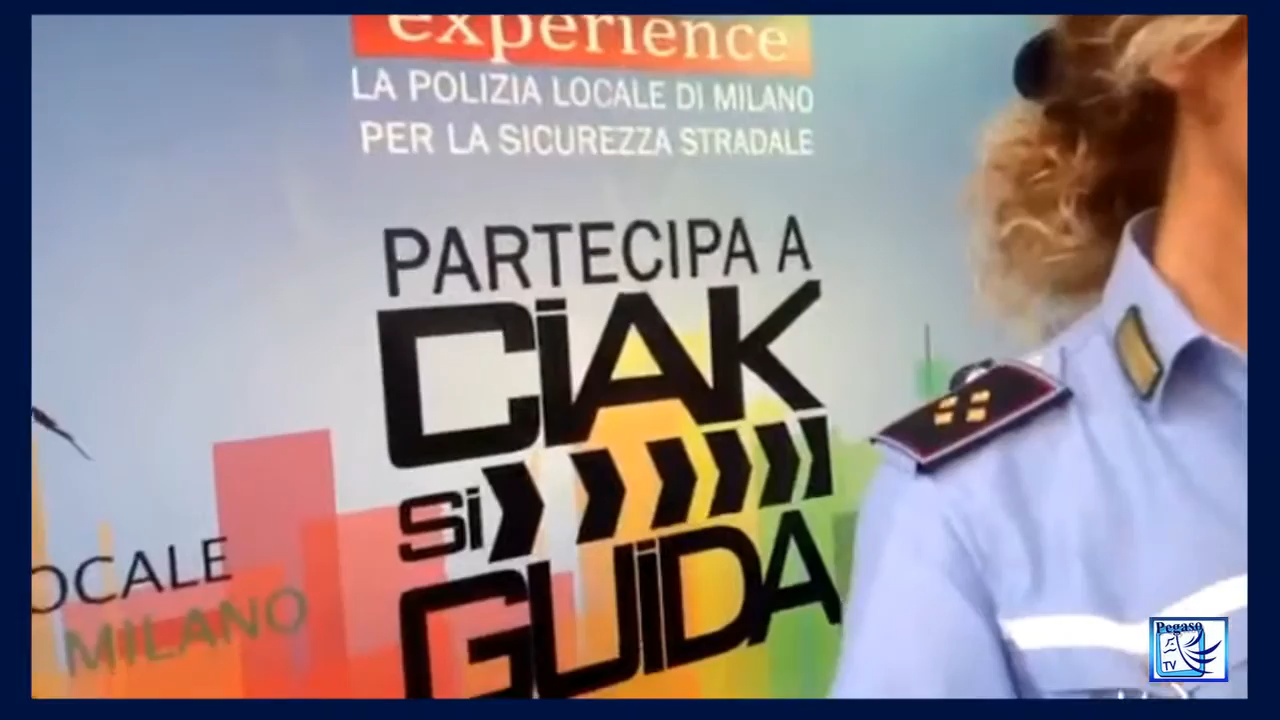 experience
LA POLIZIA LOCALE DI MILANO
PER LA SICUREZZA STRADALE
PARTECIPA A
CiAK
Si
GUiDA
OCALE
MILANO
Pegaso
TV